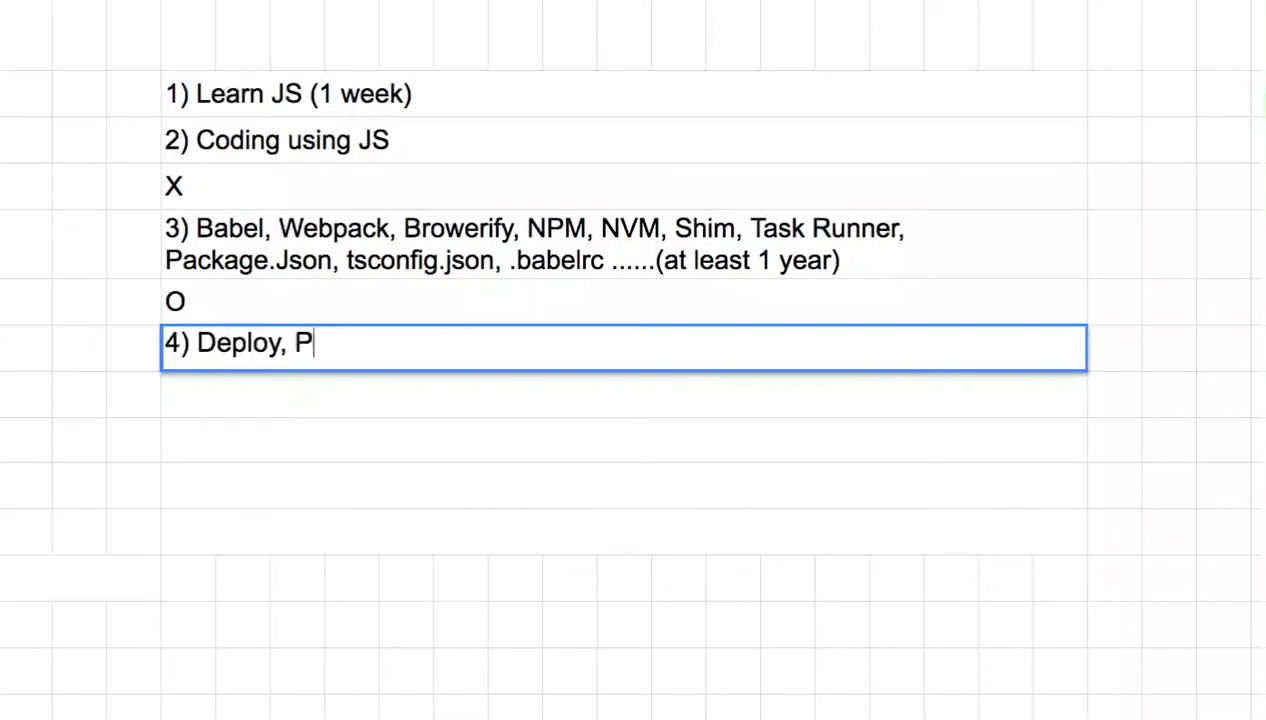 1) Learn JS (1 week)
2) Coding using JS
X
3) Babel, Webpack, Browerify, NPM, NVM, Shim, Task Runner,
Package.Json, tsconfig.json, .babelrc ......(at least 1 year)
O
4) Deploy, P